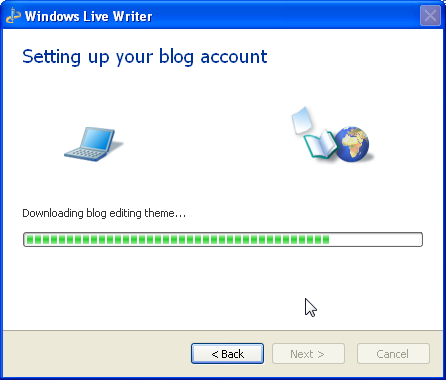 Windows Live Writer
Setting up your blog account
Downloading blog editing theme...
< Back
Next >
Cancel